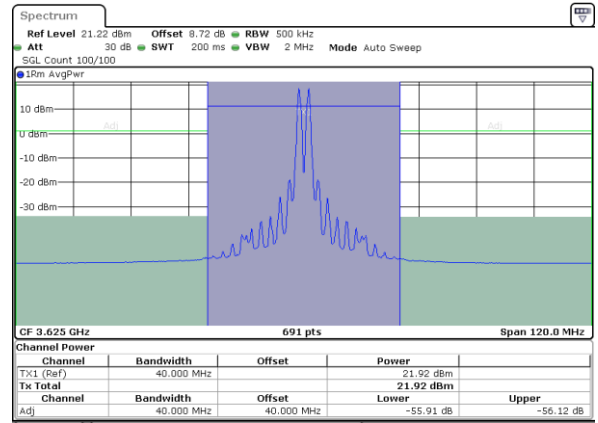 Spectrum
Ref Level 21.22 dBm Offset 8.72 dB RBW 500 kHz
Att 30 dB SWT 200 ms VBW 2 MHz Mode Auto Sweep
SGL Count 100/100
1Rm AvgPwr
10 dBm
Adj Adj
0 dBm
-10 dBm
-20 dBm
-30 dBm
CF 3.625 GHz 691 pts Span 120.0 MHz
Channel Power
Channel Bandwidth Offset Power
TX1 (Ref) 40.000 MHz 21.92 dBm
Tx Total 21.92 dBm
Channel Bandwidth Offset Lower Upper
Adj 40.000 MHz 40.000 MHz -55.91 dB -56.12 dB